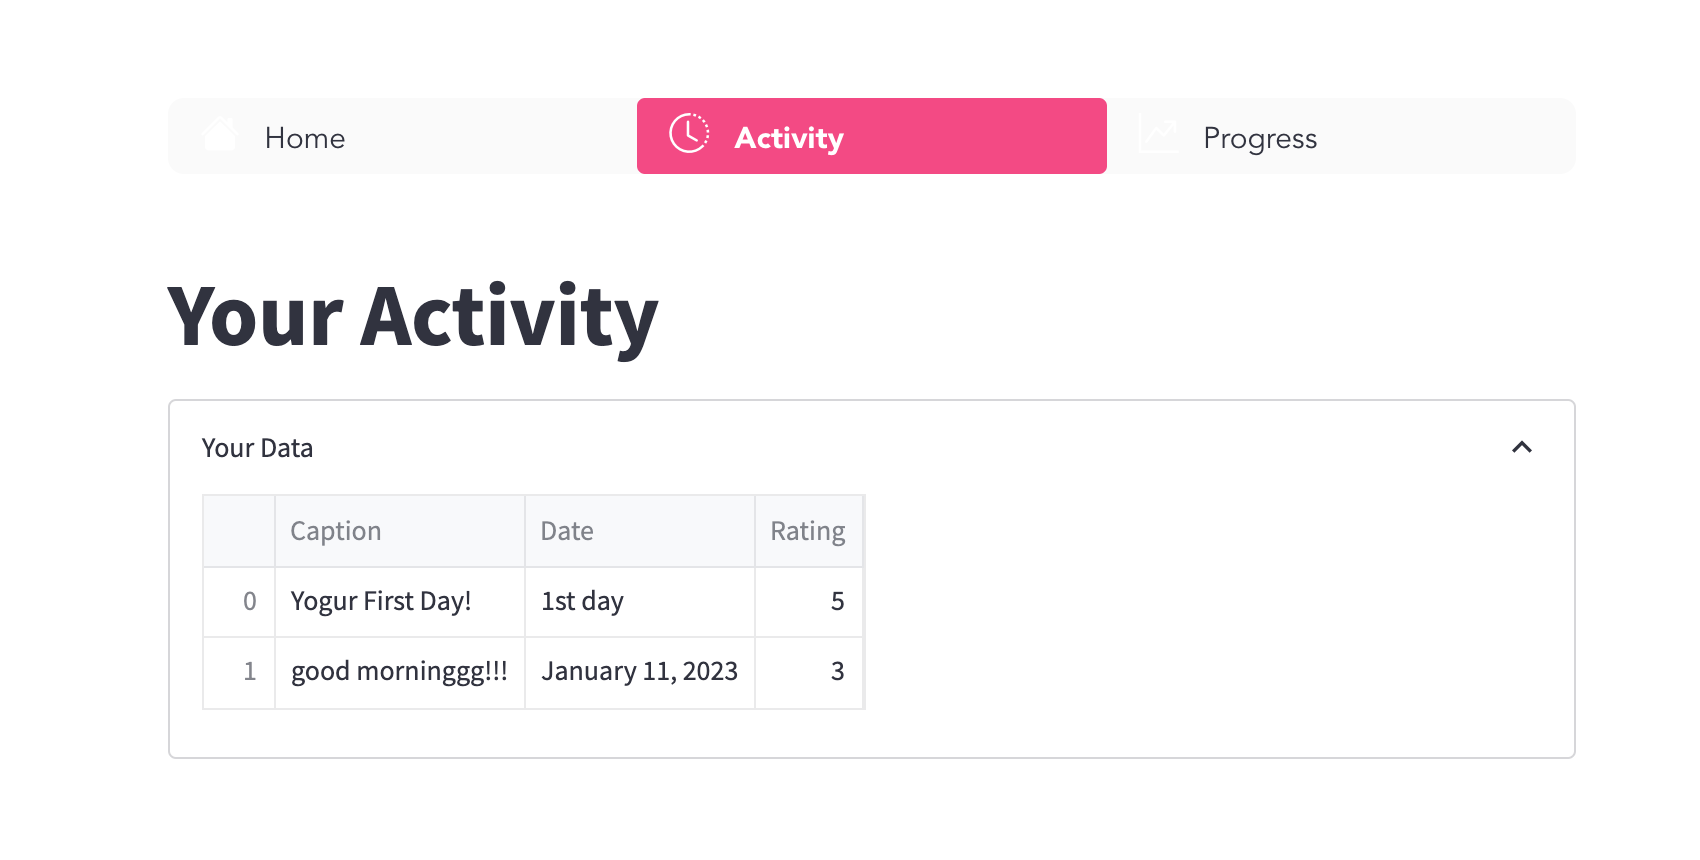 Home Activity Progress
Your Activity
Your Data
Caption Date Rating
0 Yogur First Day! 1st day 5
1 good morninggg!!! January 11, 2023 3